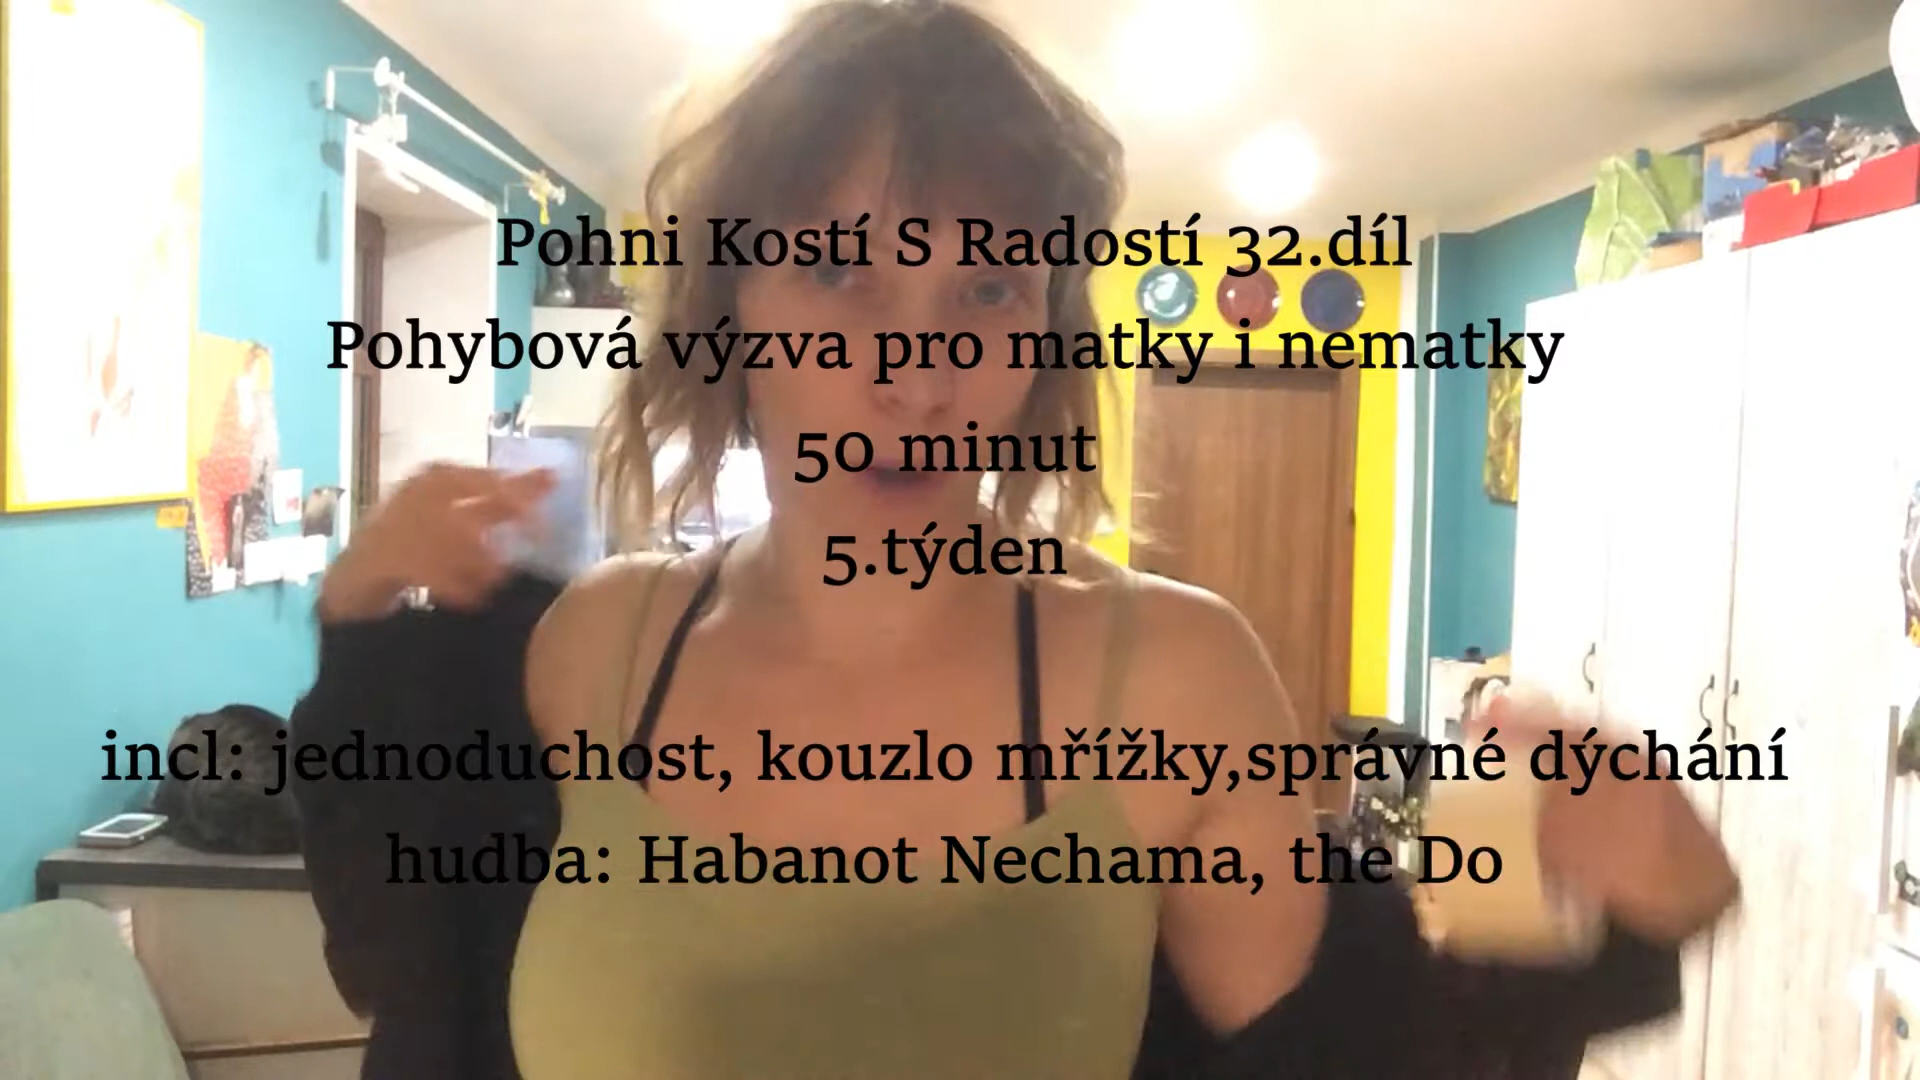 Pohni Kostí S Radostí 32.díl
Pohybová výzva pro matky i nematky
50 minut
5.týden
incl: jednoduchost, kouzlo mřížky,správné dýchání
hudba: Habanot Nechama, the Do